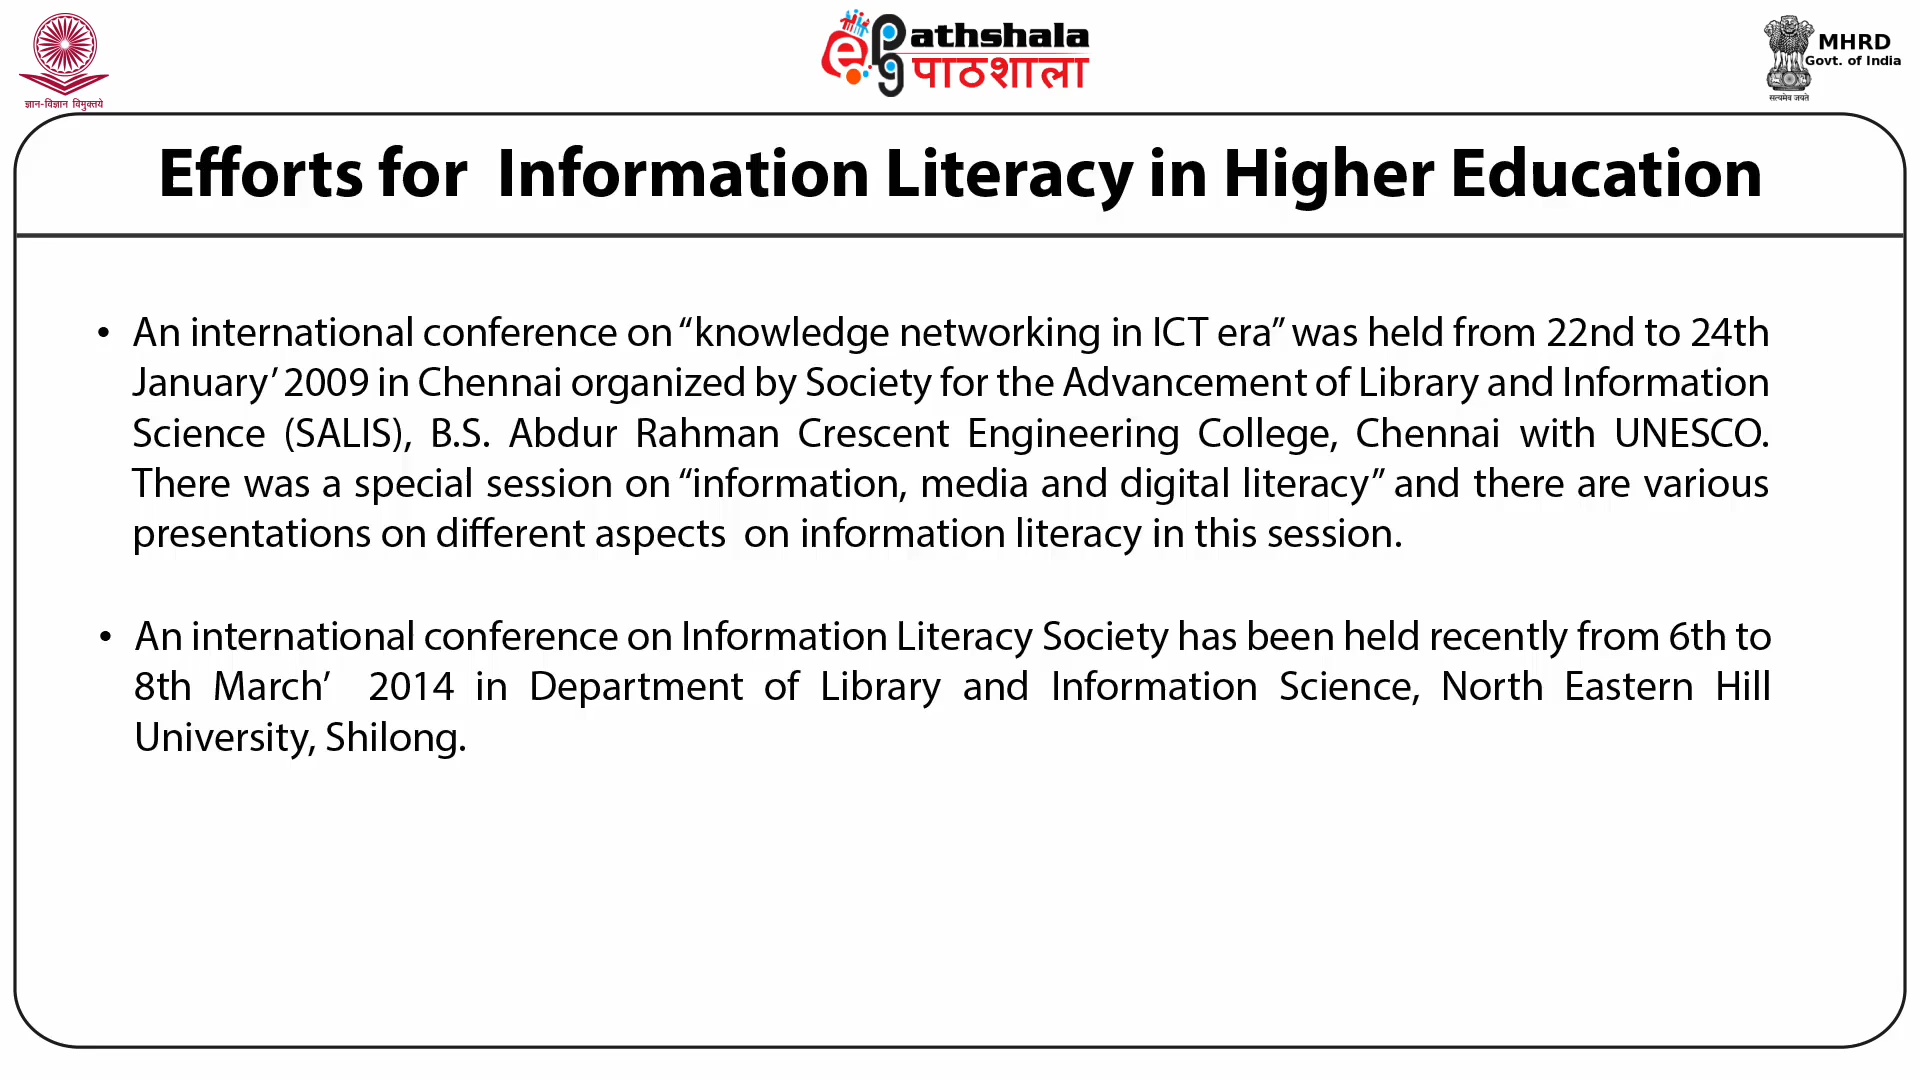 ज्ञान-विज्ञान विमुक्तये
e Pg athshala
पाठशाला
MHRD
Govt. of India
सत्यमेव जयते
Efforts for Information Literacy in Higher Education
• An international conference on “knowledge networking in ICT era” was held from 22nd to 24th
January’ 2009 in Chennai organized by Society for the Advancement of Library and Information
Science (SALIS), B.S. Abdur Rahman Crescent Engineering College, Chennai with UNESCO.
There was a special session on “information, media and digital literacy” and there are various
presentations on different aspects on information literacy in this session.
• An international conference on Information Literacy Society has been held recently from 6th to
8th March’ 2014 in Department of Library and Information Science, North Eastern Hill
University, Shilong.